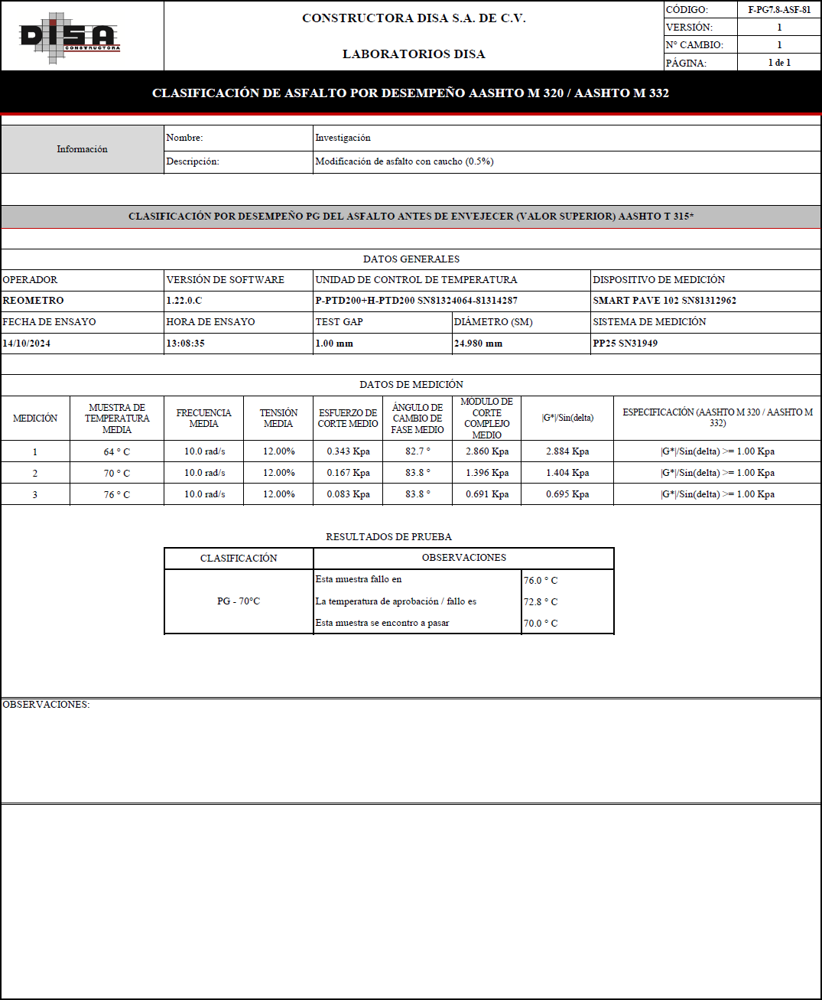 DISA
CONSTRUCTORA
CONSTRUCTORA DISA S.A. DE C.V.
LABORATORIOS DISA
CÓDIGO: F-PG7.8-ASF-81
VERSIÓN: 1
N° CAMBIO: 1
PÁGINA: 1 de 1
CLASIFICACIÓN DE ASFALTO POR DESEMPEÑO AASHTO M 320 / AASHTO M 332
Información
Nombre: Investigación
Descripción: Modificación de asfalto con caucho (0.5%)
CLASIFICACIÓN POR DESEMPEÑO PG DEL ASFALTO ANTES DE ENVEJECER (VALOR SUPERIOR) AASHTO T 315*
DATOS GENERALES
OPERADOR VERSIÓN DE SOFTWARE UNIDAD DE CONTROL DE TEMPERATURA DISPOSITIVO DE MEDICIÓN
REOMETRO 1.22.0.C P-PTD200+H-PTD200 SN81324064-81314287 SMART PAVE 102 SN81312962
FECHA DE ENSAYO HORA DE ENSAYO TEST GAP DIÁMETRO (SM) SISTEMA DE MEDICIÓN
14/10/2024 13:08:35 1.00 mm 24.980 mm PP25 SN31949
DATOS DE MEDICIÓN
MEDICIÓN
MUESTRA DE
TEMPERATURA
MEDIA
FRECUENCIA
MEDIA
TENSIÓN
MEDIA
ESFUERZO DE
CORTE MEDIO
ÁNGULO DE
CAMBIO DE
FASE MEDIO
MÓDULO DE
CORTE
COMPLEJO
MEDIO
|G*|/Sin(delta)
ESPECIFICACIÓN (AASHTO M 320 / AASHTO M
332)
1 64 ° C 10.0 rad/s 12.00% 0.343 Kpa 82.7 ° 2.860 Kpa 2.884 Kpa |G*|/Sin(delta) >= 1.00 Kpa
2 70 ° C 10.0 rad/s 12.00% 0.167 Kpa 83.8 ° 1.396 Kpa 1.404 Kpa |G*|/Sin(delta) >= 1.00 Kpa
3 76 ° C 10.0 rad/s 12.00% 0.083 Kpa 83.8 ° 0.691 Kpa 0.695 Kpa |G*|/Sin(delta) >= 1.00 Kpa
RESULTADOS DE PRUEBA
CLASIFICACIÓN OBSERVACIONES
PG - 70°C
Esta muestra fallo en 76.0 ° C
La temperatura de aprobación / fallo es 72.8 ° C
Esta muestra se encontro a pasar 70.0 ° C
OBSERVACIONES: